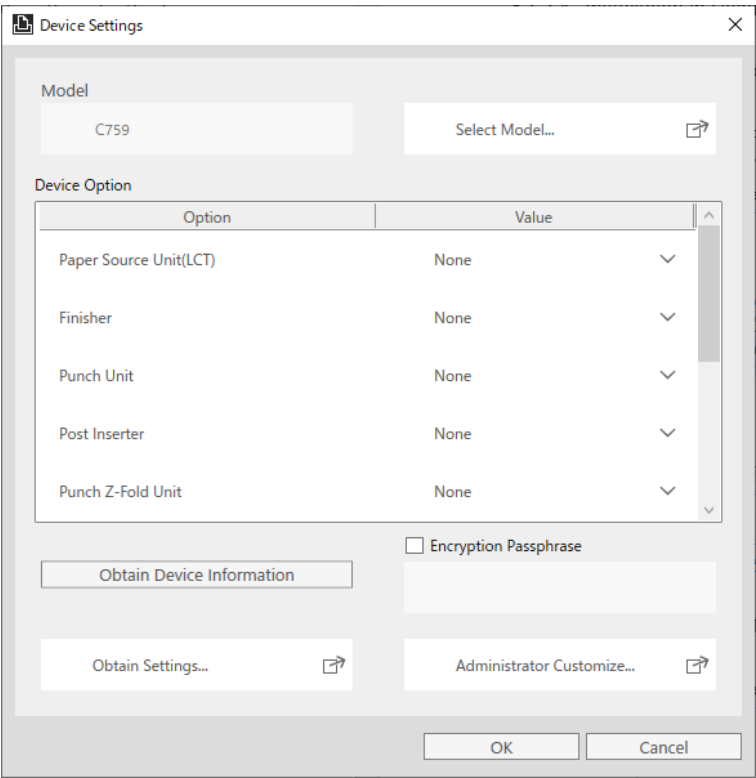 Device Settings
Model
C759
Select Model...
Device Option
Option Value
Paper Source Unit(LCT) None
Finisher None
Punch Unit None
Post Inserter None
Punch Z-Fold Unit None
Encryption Passphrase
Obtain Device Information
Obtain Settings...
Administrator Customize...
OK Cancel